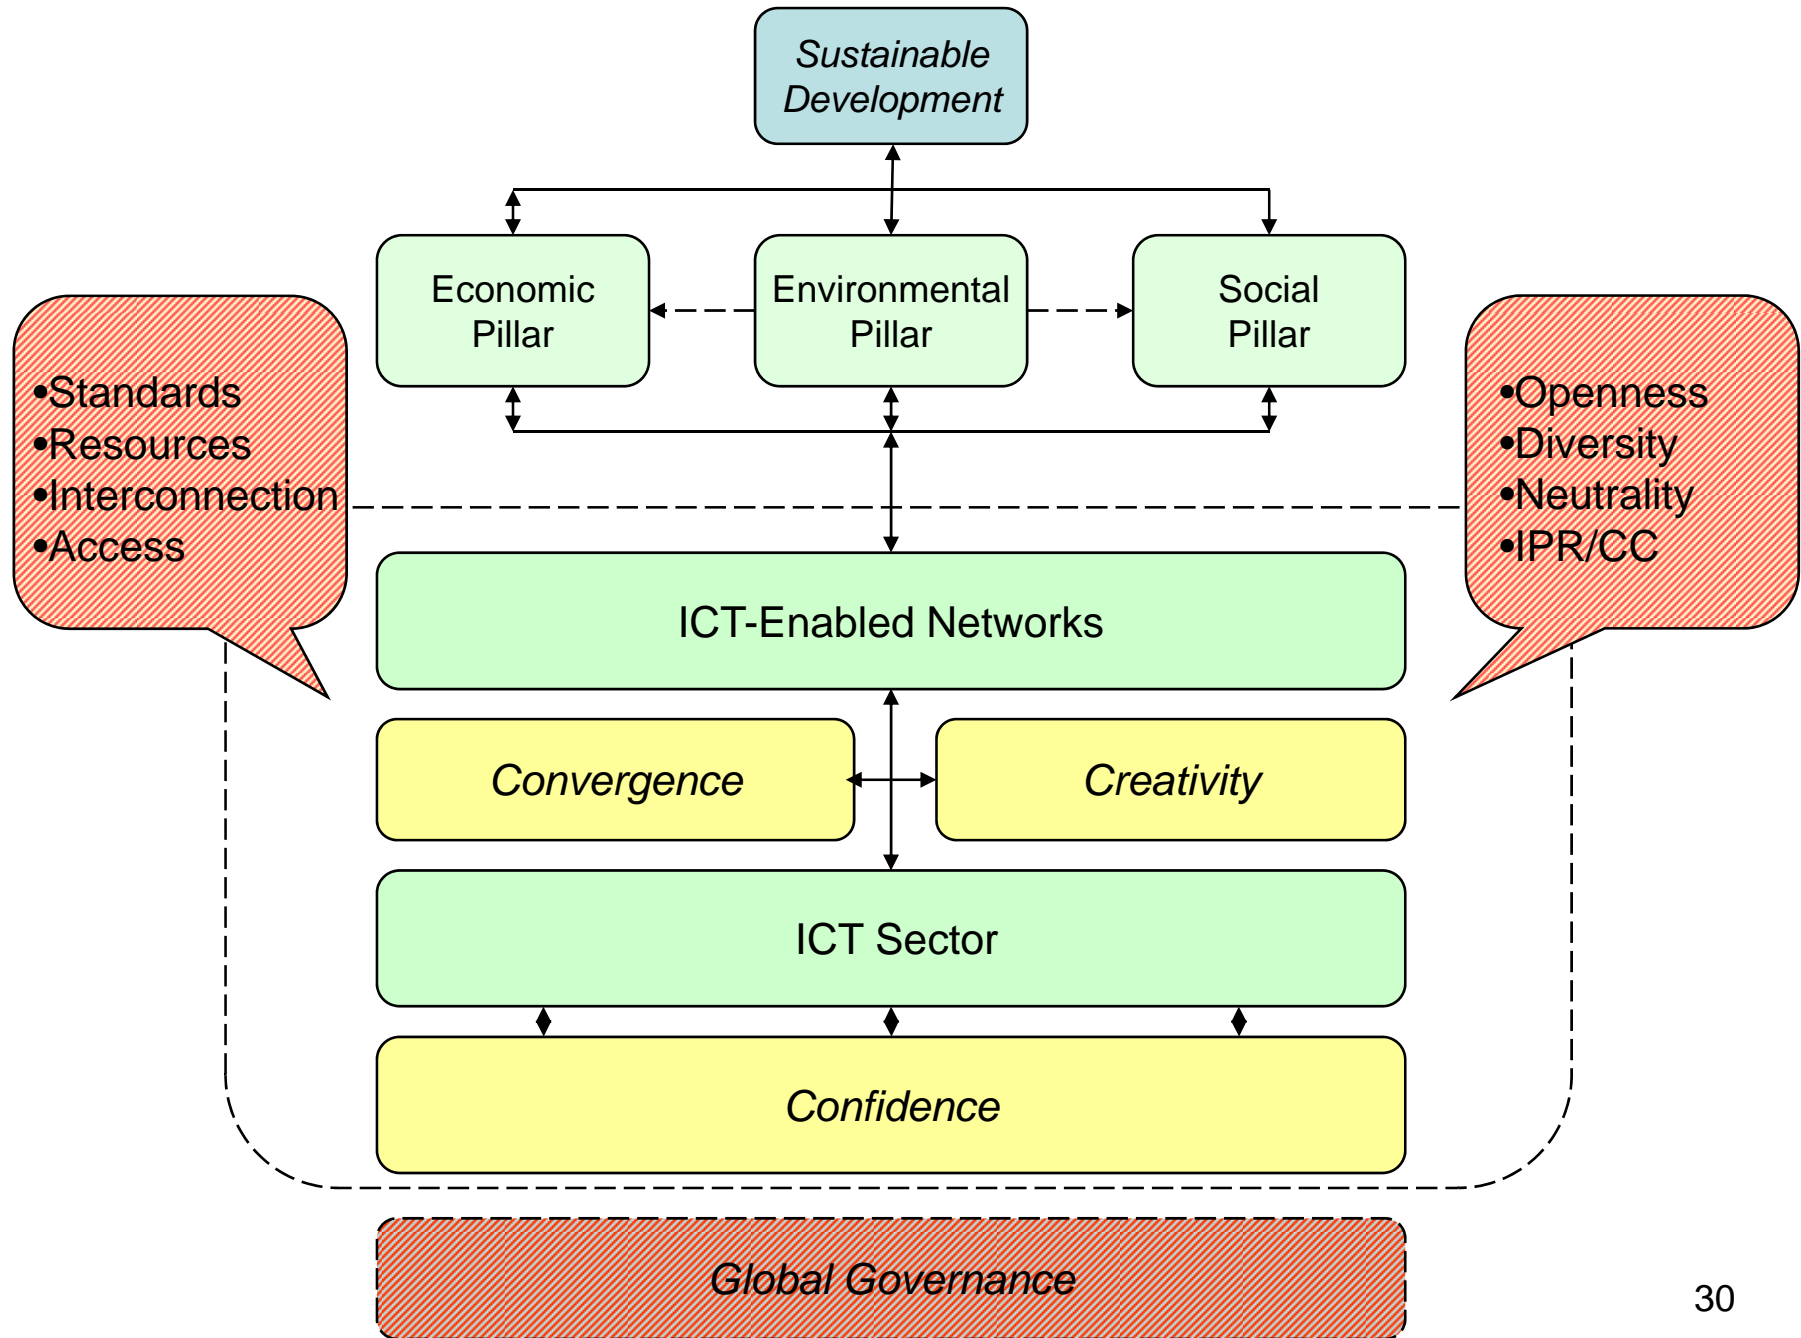 Sustainable
Development
Economic
Pillar
Environmental
Pillar
Social
Pillar
•Standards
•Resources
•Interconnection
•Access
•Openness
•Diversity
•Neutrality
•IPR/CC
ICT-Enabled Networks
Convergence
Creativity
ICT Sector
Confidence
Global Governance
30